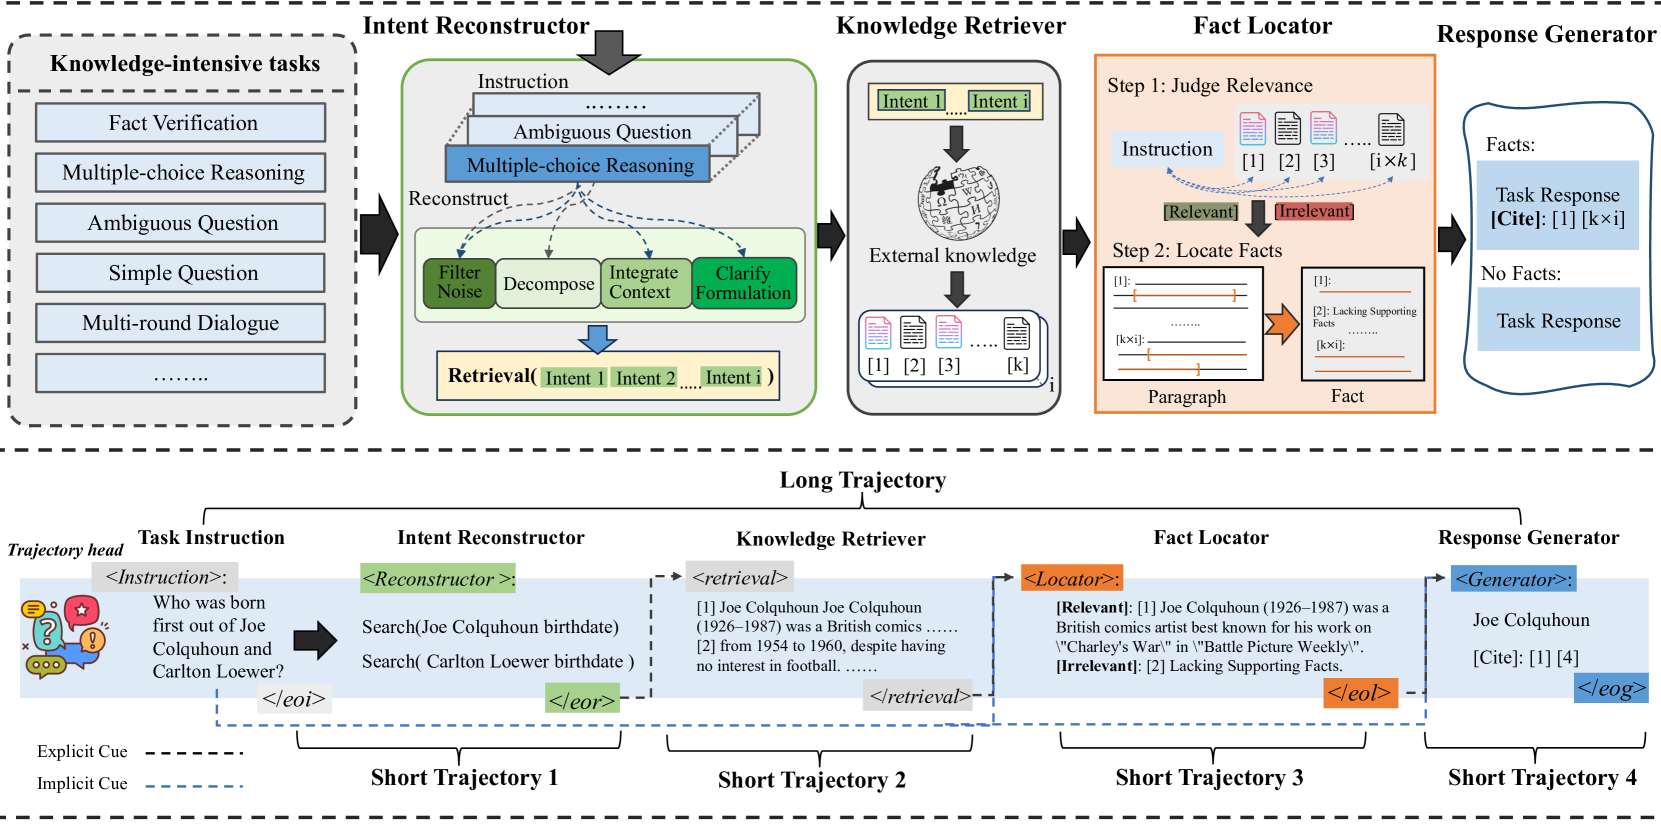 Knowledge-intensive tasks
Fact Verification
Multiple-choice Reasoning
Ambiguous Question
Simple Question
Multi-round Dialogue
........
Intent Reconstructor
Instruction
.........
Ambiguous Question
Multiple-choice Reasoning
Reconstruct
Filter
Noise
Decompose
Integrate
Context
Clarify
Formulation
Retrieval( Intent 1 Intent 2 ..... Intent i )
Knowledge Retriever
Intent 1 ..... Intent i
External knowledge
[1] [2] [3] ..... [k]
i
Fact Locator
Step 1: Judge Relevance
Instruction
.....
[1] [2] [3] [i×k]
[Relevant] [Irrelevant]
Step 2: Locate Facts
[1]:
........
[k×i]:
Paragraph
[1]:
[2]: Lacking Supporting
Facts
........
[k×i]:
Fact
Response Generator
Facts:
Task Response
[Cite]: [1] [k×i]
No Facts:
Task Response
Long Trajectory
Trajectory head
Task Instruction
<Instruction>:
Who was born
first out of Joe
Colquhoun and
Carlton Loewer?
</eoi>
Intent Reconstructor
<Reconstructor >:
Search(Joe Colquhoun birthdate)
Search( Carlton Loewer birthdate )
</eor>
Knowledge Retriever
<retrieval>
[1] Joe Colquhoun Joe Colquhoun
(1926–1987) was a British comics ……
[2] from 1954 to 1960, despite having
no interest in football. ……
</retrieval>
Fact Locator
<Locator>:
[Relevant]: [1] Joe Colquhoun (1926–1987) was a
British comics artist best known for his work on
\"Charley's War\" in \"Battle Picture Weekly\".
[Irrelevant]: [2] Lacking Supporting Facts.
</eol>
Response Generator
<Generator>:
Joe Colquhoun
[Cite]: [1] [4]
</eog>
Explicit Cue
Implicit Cue
Short Trajectory 1
Short Trajectory 2
Short Trajectory 3
Short Trajectory 4